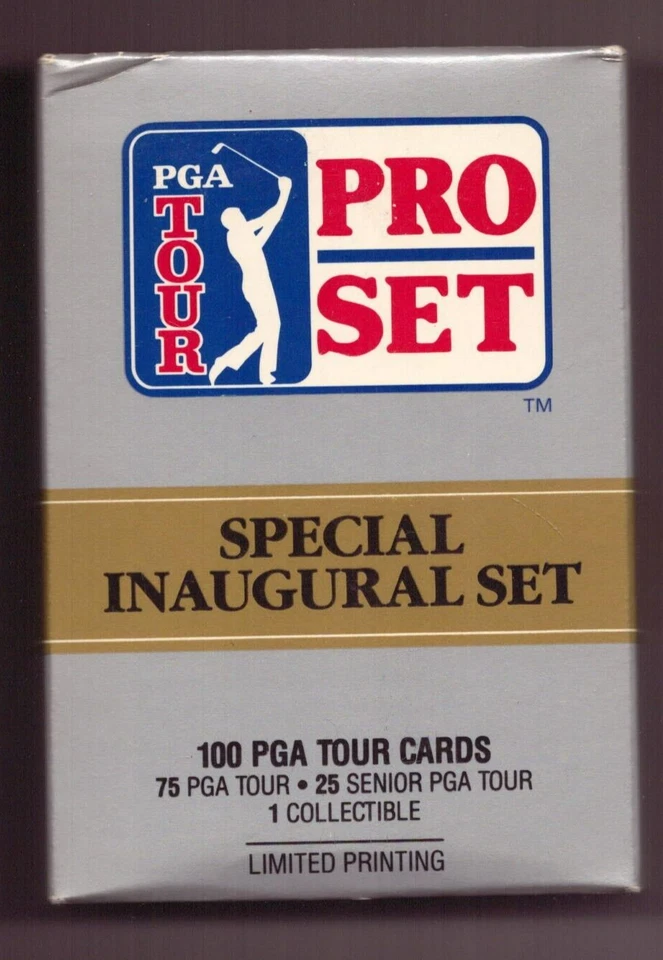 PGA
TOUR
PRO
SET
TM
SPECIAL
INAUGURAL SET
100 PGA TOUR CARDS
75 PGA TOUR • 25 SENIOR PGA TOUR
1 COLLECTIBLE
LIMITED PRINTING